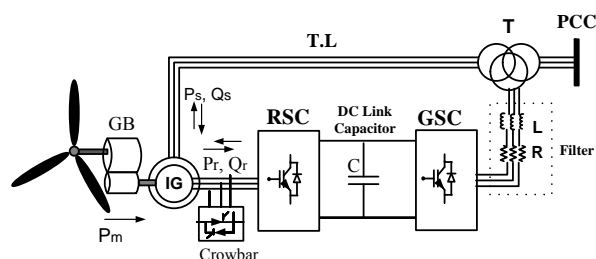 T.L
T
PCC
GB
Ps, Qs
RSC
DC Link
Capacitor
GSC
L
R
Filter
Pr, Qr
C
IG
Pm
Crowbar